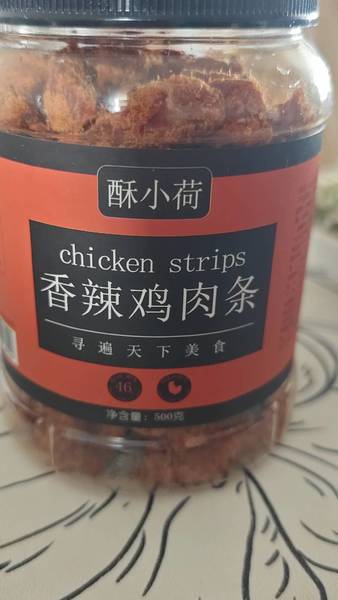 酥小荷
chicken strips
香辣鸡肉条
寻遍天下美食
46
净含量：500克